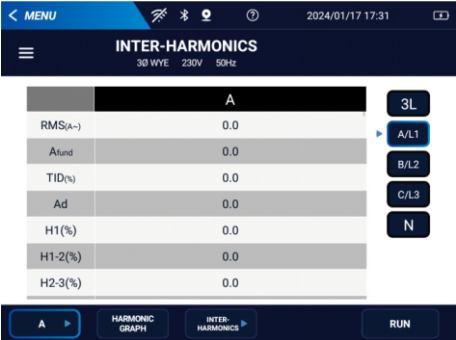 < MENU 2024/01/17 17:31
INTER-HARMONICS
3Ø WYE 230V 50Hz
A
RMS(A~) 0.0
Afund 0.0
TID(%) 0.0
Ad 0.0
H1(%) 0.0
H1-2(%) 0.0
H2-3(%) 0.0
3L
A/L1
B/L2
C/L3
N
A
HARMONIC
GRAPH
INTER-
HARMONICS
RUN